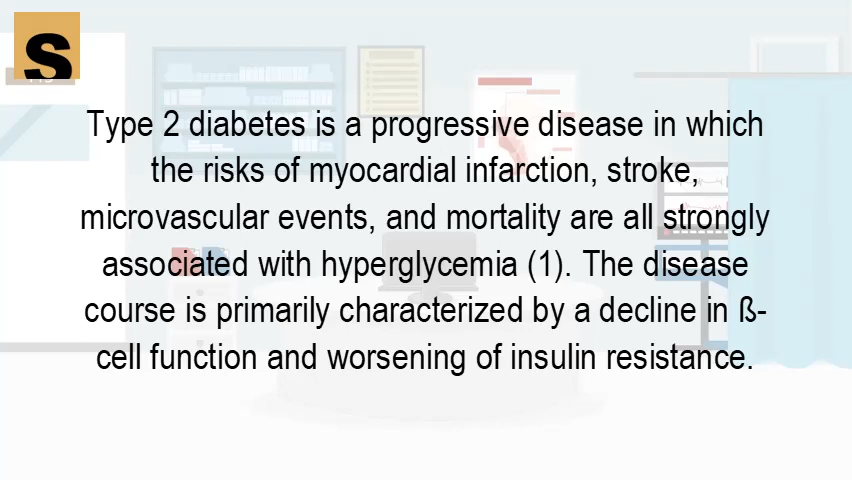 S
Type 2 diabetes is a progressive disease in which
the risks of myocardial infarction, stroke,
microvascular events, and mortality are all strongly
associated with hyperglycemia (1). The disease
course is primarily characterized by a decline in ß-
cell function and worsening of insulin resistance.